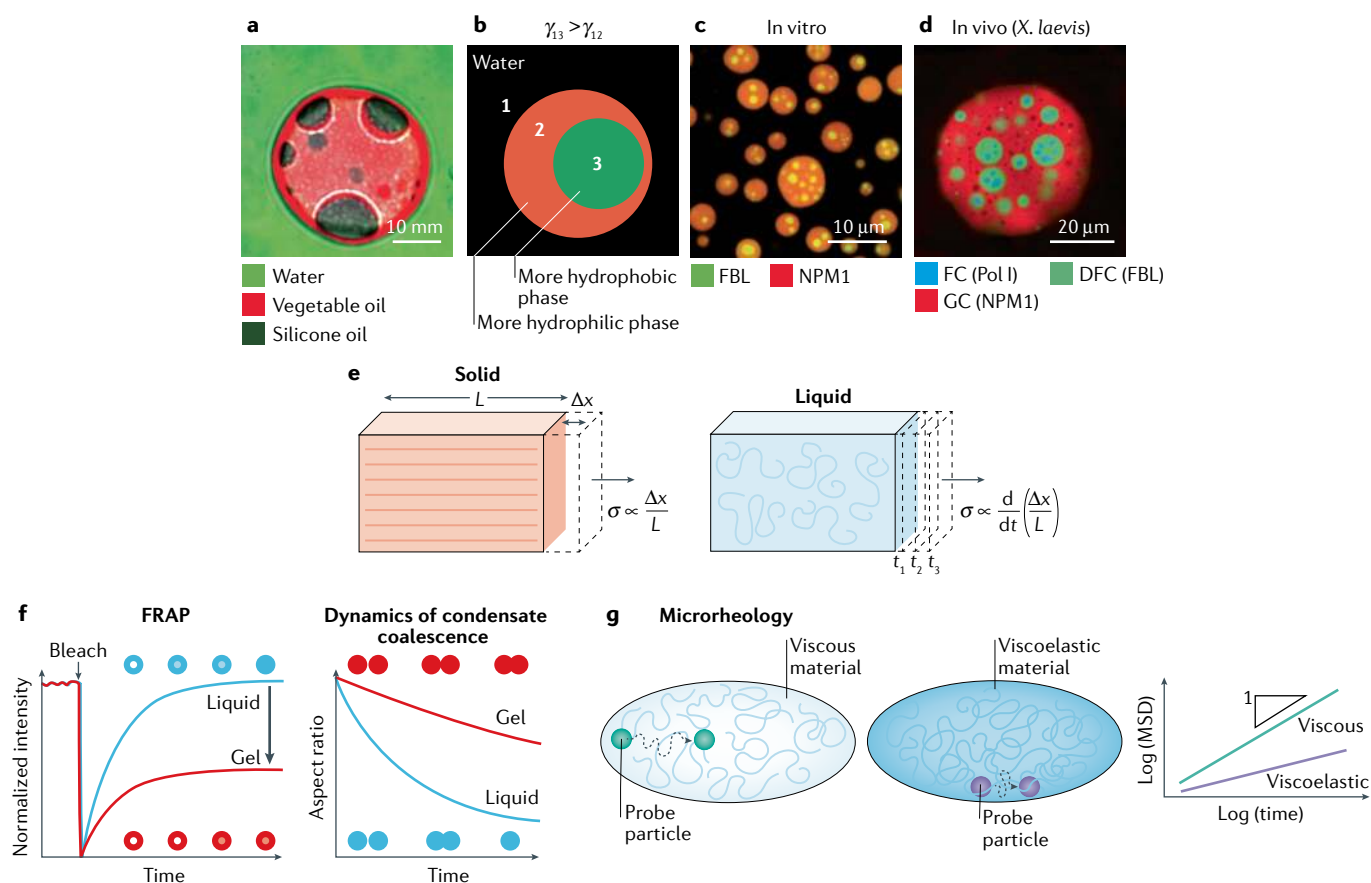 a
b
γ13 > γ12
c
In vitro
d
In vivo (X. laevis)
Water
1
2
3
10 mm
10 µm
20 µm
Water
Vegetable oil
Silicone oil
More hydrophobic
phase
More hydrophilic phase
FBL
NPM1
FC (Pol I)
DFC (FBL)
GC (NPM1)
e
Solid
L
Δx
σ ∝ Δx/L
Liquid
σ ∝ d/dt (Δx/L)
t1 t2 t3
f
FRAP
Bleach
Liquid
Gel
Normalized intensity
Time
Dynamics of condensate
coalescence
Gel
Liquid
Aspect ratio
Time
g
Microrheology
Viscous
material
Probe
particle
Viscoelastic
material
Probe
particle
Log (MSD)
1
Viscous
Viscoelastic
Log (time)